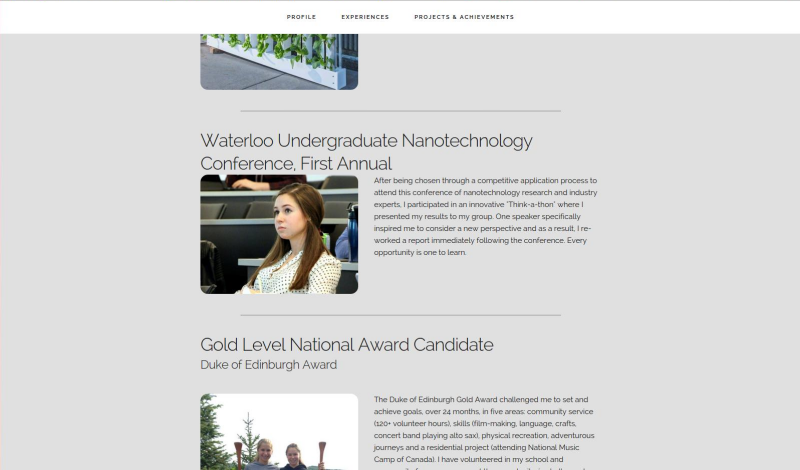 PROFILE EXPERIENCES PROJECTS & ACHIEVEMENTS
Waterloo Undergraduate Nanotechnology
Conference, First Annual
After being chosen through a competitive application process to
attend this conference of nanotechnology research and industry
experts, I participated in an innovative "Think-a-thon" where I
presented my results to my group. One speaker specifically
inspired me to consider a new perspective and as a result, I re-
worked a report immediately following the conference. Every
opportunity is one to learn.
Gold Level National Award Candidate
Duke of Edinburgh Award
The Duke of Edinburgh Gold Award challenged me to set and
achieve goals, over 24 months, in five areas: community service
(120+ volunteer hours), skills (film-making, language, crafts,
concert band playing alto sax), physical recreation, adventurous
journeys and a residential project (attending National Music
Camp of Canada). I have volunteered in my school and